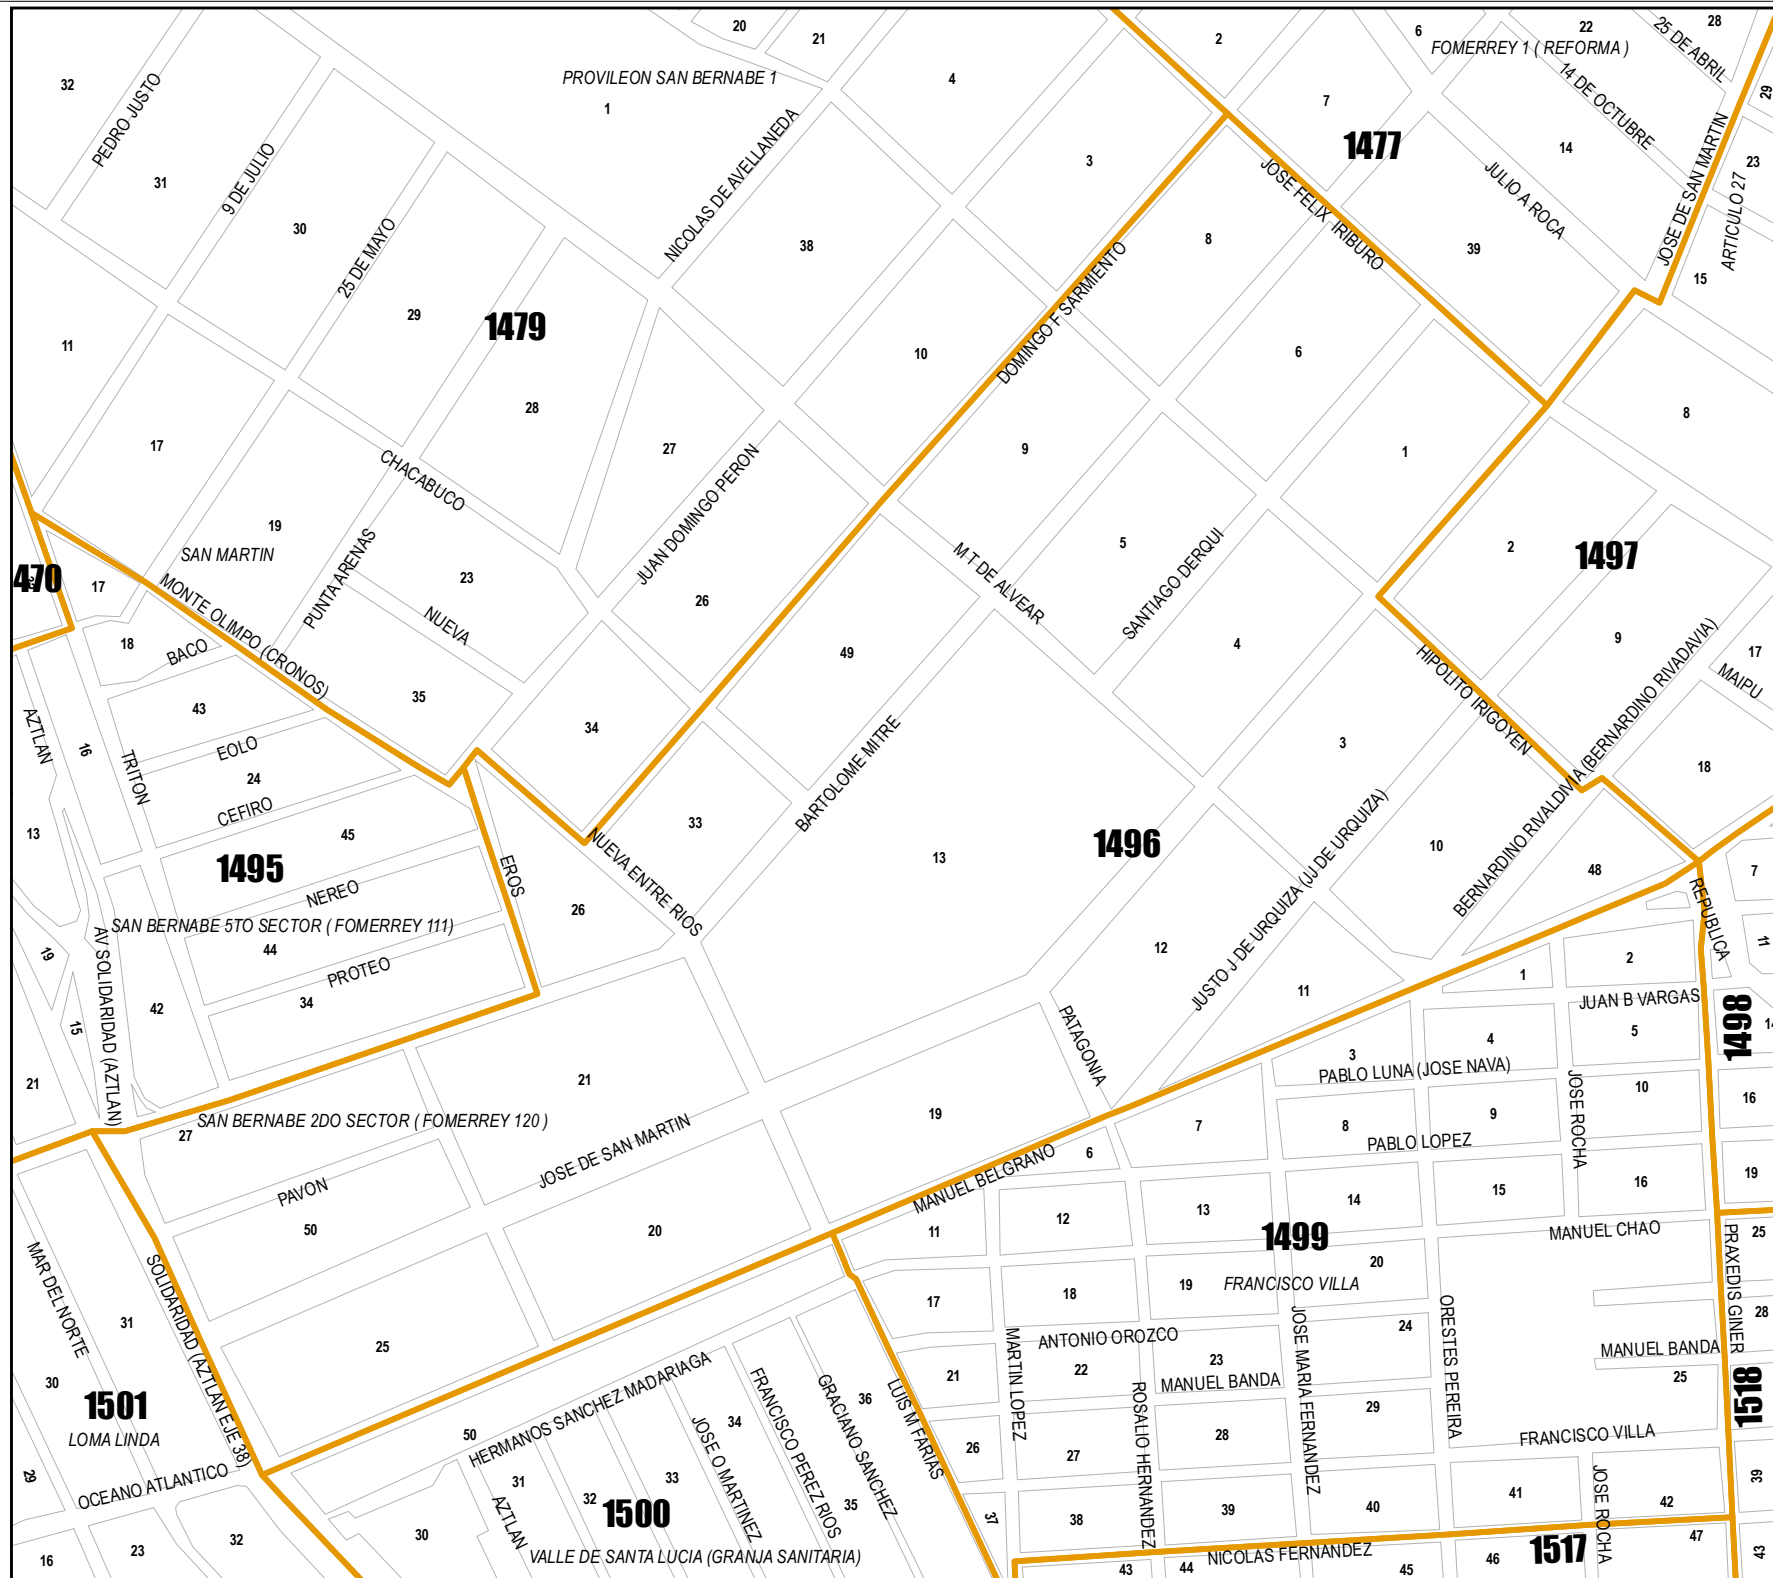 20
21
2
6
22
28
25 DE ABRIL
FOMERREY 1 ( REFORMA )
PROVILEON SAN BERNABE 1
32
4
1
7
29
14 DE OCTUBRE
PEDRO JUSTO
1477
14
23
3
9 DE JULIO
31
NICOLAS DE AVELLANEDA
JOSE FELIX IRIBURO
JULIO A ROCA
JOSE DE SAN MARTIN
ARTICULO 27
30
25 DE MAYO
38
8
39
15
DOMINGO F SARMIENTO
29
1479
11
10
6
28
8
17
27
9
1
CHACABUCO
JUAN DOMINGO PERON
19
SAN MARTIN
PUNTA ARENAS
M T DE ALVEAR
5
SANTIAGO DERQUI
2
1497
470
17
MONTE OLIMPO (CRONOS)
23
NUEVA
26
18
BACO
49
4
9
17
MAIPU
HIPOLITO IRIGOYEN
BERNARDINO RIVALDIVIA (BERNARDINO RIVADAVIA)
AZTLAN
16
TRITON
43
35
34
EOLO
24
CEFIRO
BARTOLOME MITRE
3
18
13
45
33
1495
NEREO
EROS
NUEVA ENTRE RIOS
13
1496
JUSTO J DE URQUIZA (JJ DE URQUIZA)
10
48
7
REPUBLICA
SAN BERNABE 5TO SECTOR ( FOMERREY 111)
AV SOLIDARIDAD (AZTLAN)
26
12
11
19
44
PROTEO
34
42
15
11
1
2
JUAN B VARGAS
1498
14
PATAGONIA
4
5
3
PABLO LUNA (JOSE NAVA)
JOSE ROCHA
21
21
10
16
SAN BERNABE 2DO SECTOR ( FOMERREY 120 )
27
JOSE DE SAN MARTIN
19
7
8
9
PABLO LOPEZ
6
MANUEL BELGRANO
PAVON
50
20
16
19
15
14
13
12
11
1499
MANUEL CHAO
25
PRAXEDIS GINER
MAR DEL NORTE
SOLIDARIDAD (AZTLAN EJE 38)
20
19
FRANCISCO VILLA
18
17
31
25
28
24
ORESTES PEREIRA
JOSE MARIA FERNANDEZ
MARTIN LOPEZ
ANTONIO OROZCO
MANUEL BANDA
30
HERMANOS SANCHEZ MADARIAGA
21
22
23
MANUEL BANDA
25
1518
1501
LOMA LINDA
50
FRANCISCO PEREZ RIOS
GRACIANO SANCHEZ
36
LUIS M FARIAS
ROSALIO HERNANDEZ
34
JOSE O MARTINEZ
29
28
FRANCISCO VILLA
26
27
29
OCEANO ATLANTICO
31
AZTLAN
32
33
35
37
38
39
40
41
JOSE ROCHA
42
39
1500
16
23
32
30
VALLE DE SANTA LUCIA (GRANJA SANITARIA)
NICOLAS FERNANDEZ
1517
43
44
45
46
47
43